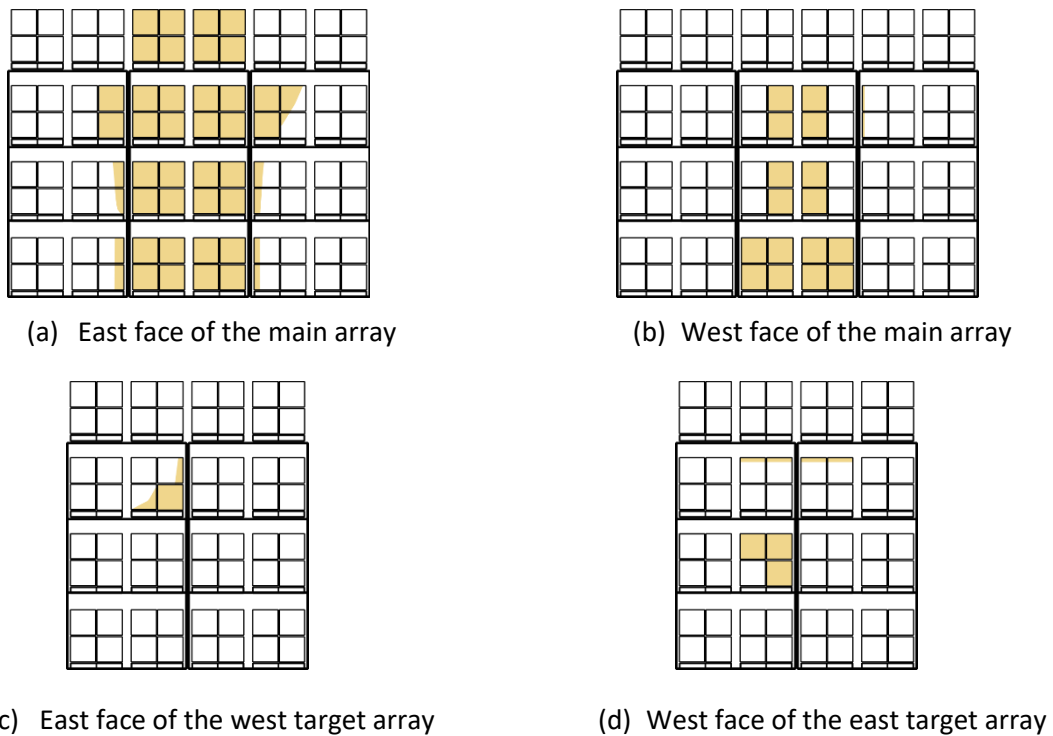 (a) East face of the main array
(b) West face of the main array
c) East face of the west target array
(d) West face of the east target array